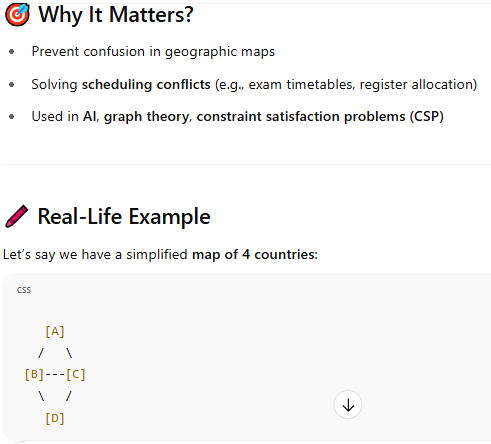 🎯 Why It Matters?
• Prevent confusion in geographic maps
• Solving scheduling conflicts (e.g., exam timetables, register allocation)
• Used in AI, graph theory, constraint satisfaction problems (CSP)
🖍 Real-Life Example
Let’s say we have a simplified map of 4 countries:
css
    [A]
   /   \
 [B]---[C]
   \   /
    [D]